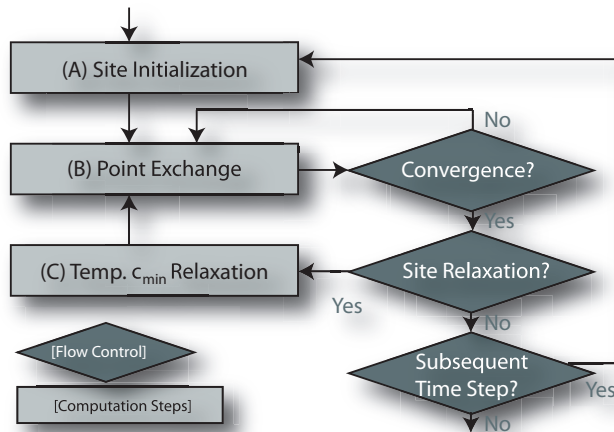 (A) Site Initialization
No
(B) Point Exchange
Convergence?
Yes
(C) Temp. cmin Relaxation
Site Relaxation?
Yes
No
[Flow Control]
Subsequent
Time Step?
Yes
[Computation Steps]
No